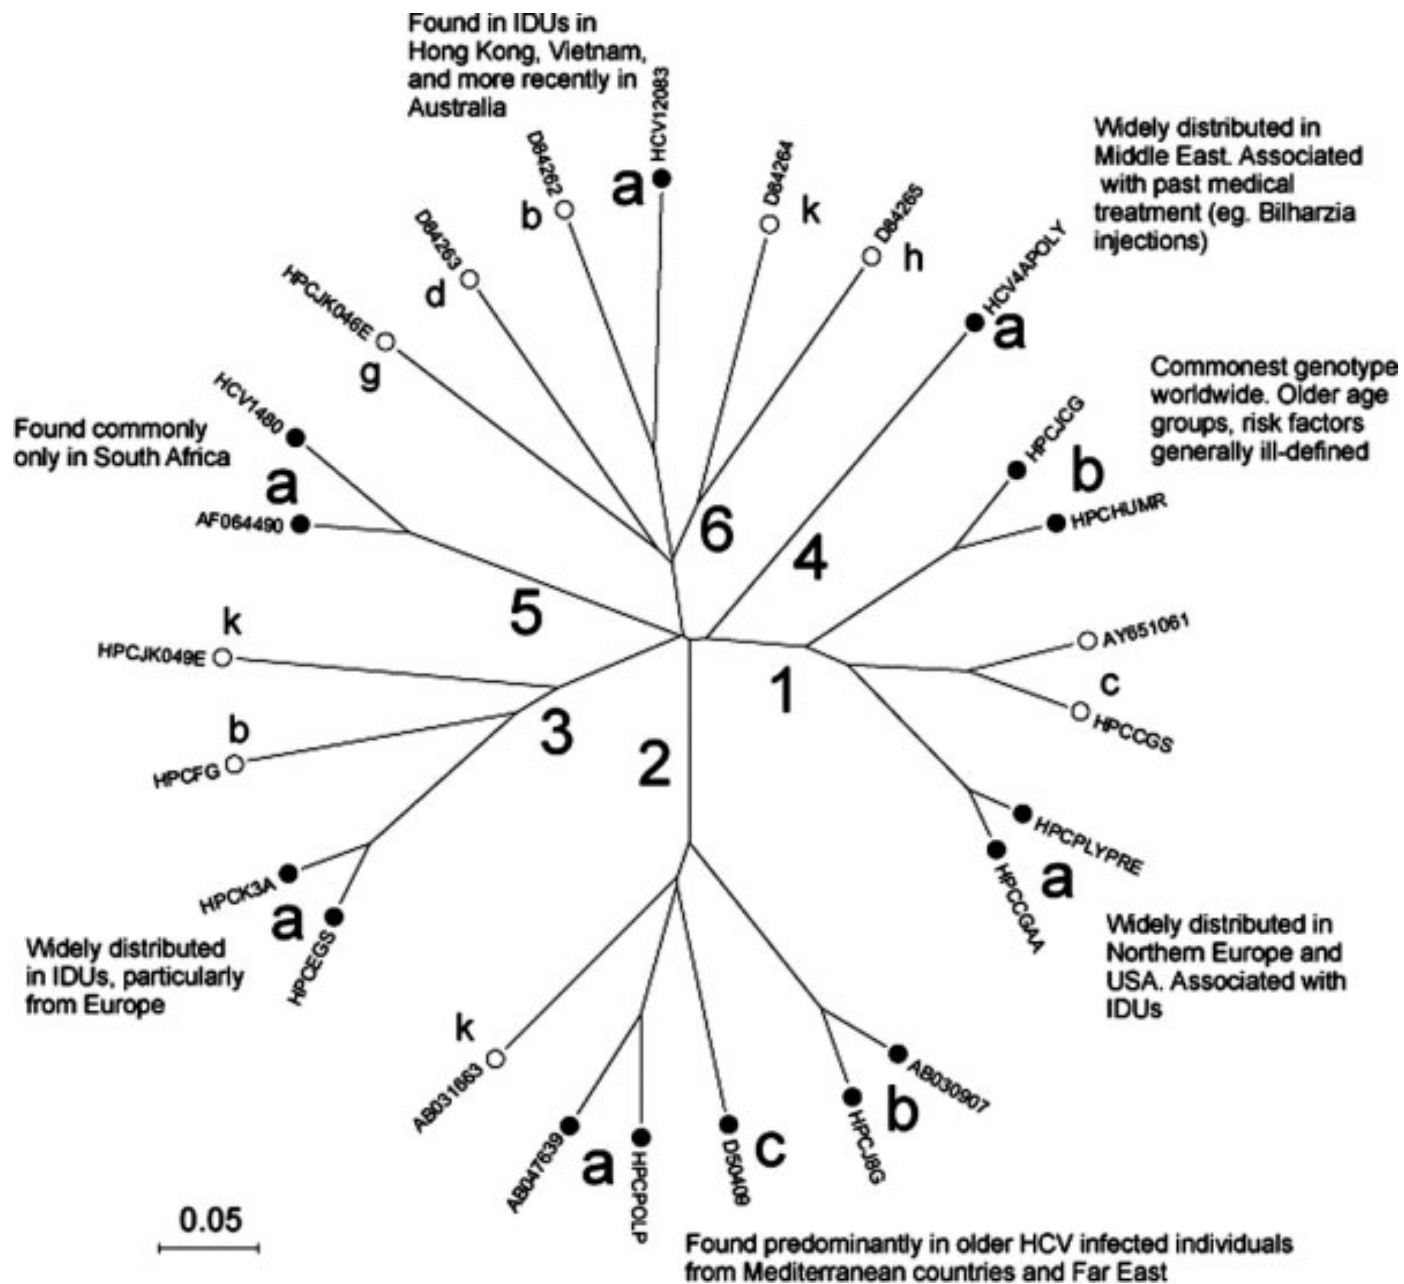 Found in IDUs in
Hong Kong, Vietnam,
and more recently in
Australia
HCV12083
a
D84262
b
D84264
k
D84265
h
Widely distributed in
Middle East. Associated
with past medical
treatment (eg. Bilharzia
injections)
HCV4APOLY
a
D84263
d
HPCJK046E
g
Commonest genotype
worldwide. Older age
groups, risk factors
generally ill-defined
HPCJCG
b
HPCHUMR
HCV1480
Found commonly
only in South Africa
a
AF064490
6
4
5
k
HPCJK049E
AY651061
c
HPCCGS
1
3
2
b
HPCFG
HPCPLYPRE
a
HPCCGAA
HPCK3A
a
HPCEGS
Widely distributed
in IDUs, particularly
from Europe
Widely distributed in
Northern Europe and
USA. Associated with
IDUs
k
AB031663
AB047639
a
HPCPOLP
D50409
c
HPCJ8G
b
AB030907
0.05
Found predominantly in older HCV infected individuals
from Mediterranean countries and Far East